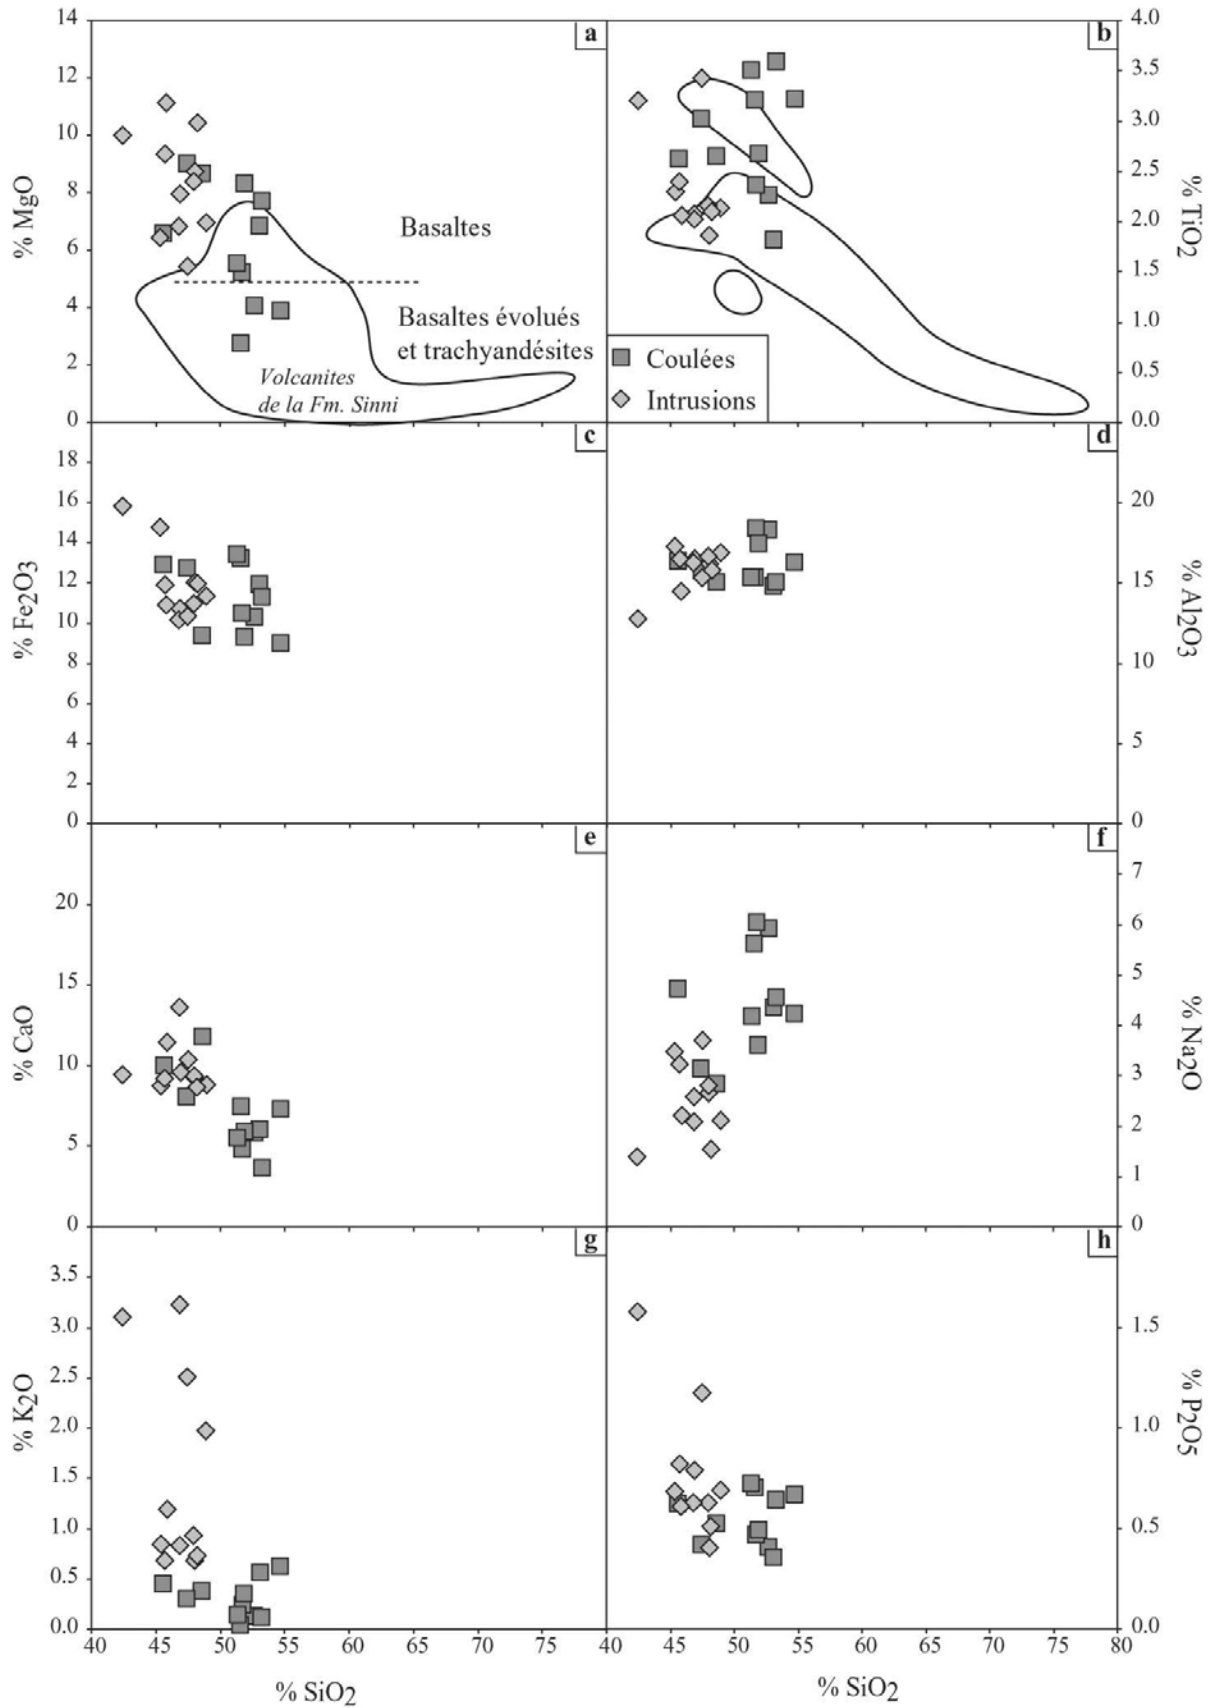 14
12
10
8
6
4
2
0
% MgO
a
Basaltes
Basaltes évolués
et trachyandésites
Volcanites
de la Fm. Sinni
b
4.0
3.5
3.0
2.5
2.0
1.5
1.0
0.5
0.0
% TiO2
Coulées
Intrusions
c
18
16
14
12
10
8
6
4
2
0
% Fe2O3
d
20
15
10
5
0
% Al2O3
e
20
15
10
5
0
% CaO
f
7
6
5
4
3
2
1
0
% Na2O
g
3.5
3.0
2.5
2.0
1.5
1.0
0.5
0.0
% K2O
h
1.5
1.0
0.5
0.0
% P2O5
40 45 50 55 60 65 70 75 40 45 50 55 60 65 70 75 80
% SiO2 % SiO2